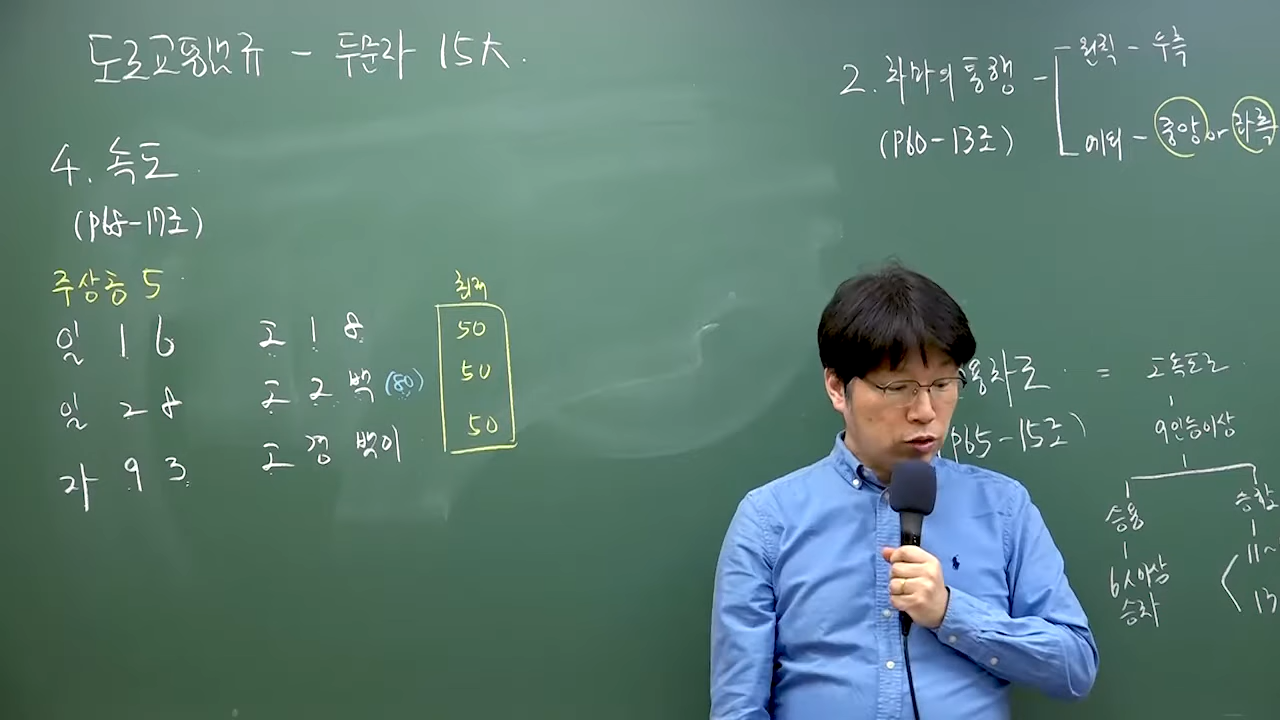 도로교통법규 - 두문자 15大.
4. 속도
(P68-17조)
주상공 5
일 1 6
일 2 8
자 9 3
고 1 8
고 2 백 (80)
고 경 백이
최저
50
50
50
2. 차마의 통행 - 원칙 - 우측
(P60-13조) 예외 - 중앙 or 좌측
용차로 = 고속도로
P65-15조)
9인승이상
승용
6人이상
승차
승합
11~
13